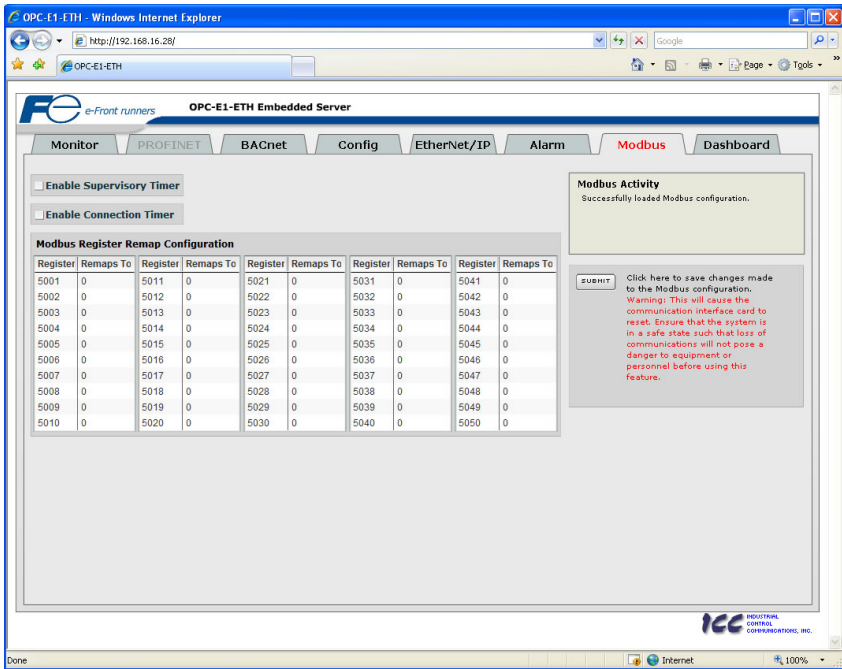 OPC-E1-ETH - Windows Internet Explorer
http://192.168.16.28/
Google
OPC-E1-ETH
Page
Tools
»
Fe e-Front runners
OPC-E1-ETH Embedded Server
Monitor PROFINET BACnet Config EtherNet/IP Alarm Modbus Dashboard
Enable Supervisory Timer
Enable Connection Timer
Modbus Register Remap Configuration
Register Remaps To Register Remaps To Register Remaps To Register Remaps To Register Remaps To
5001 0 5011 0 5021 0 5031 0 5041 0
5002 0 5012 0 5022 0 5032 0 5042 0
5003 0 5013 0 5023 0 5033 0 5043 0
5004 0 5014 0 5024 0 5034 0 5044 0
5005 0 5015 0 5025 0 5035 0 5045 0
5006 0 5016 0 5026 0 5036 0 5046 0
5007 0 5017 0 5027 0 5037 0 5047 0
5008 0 5018 0 5028 0 5038 0 5048 0
5009 0 5019 0 5029 0 5039 0 5049 0
5010 0 5020 0 5030 0 5040 0 5050 0
Modbus Activity
Successfully loaded Modbus configuration.
SUBMIT
Click here to save changes made
to the Modbus configuration.
Warning: This will cause the
communication interface card to
reset. Ensure that the system is
in a safe state such that loss of
communications will not pose a
danger to equipment or
personnel before using this
feature.
ICC
INDUSTRIAL
CONTROL
COMMUNICATIONS, INC.
Done
Internet
100%